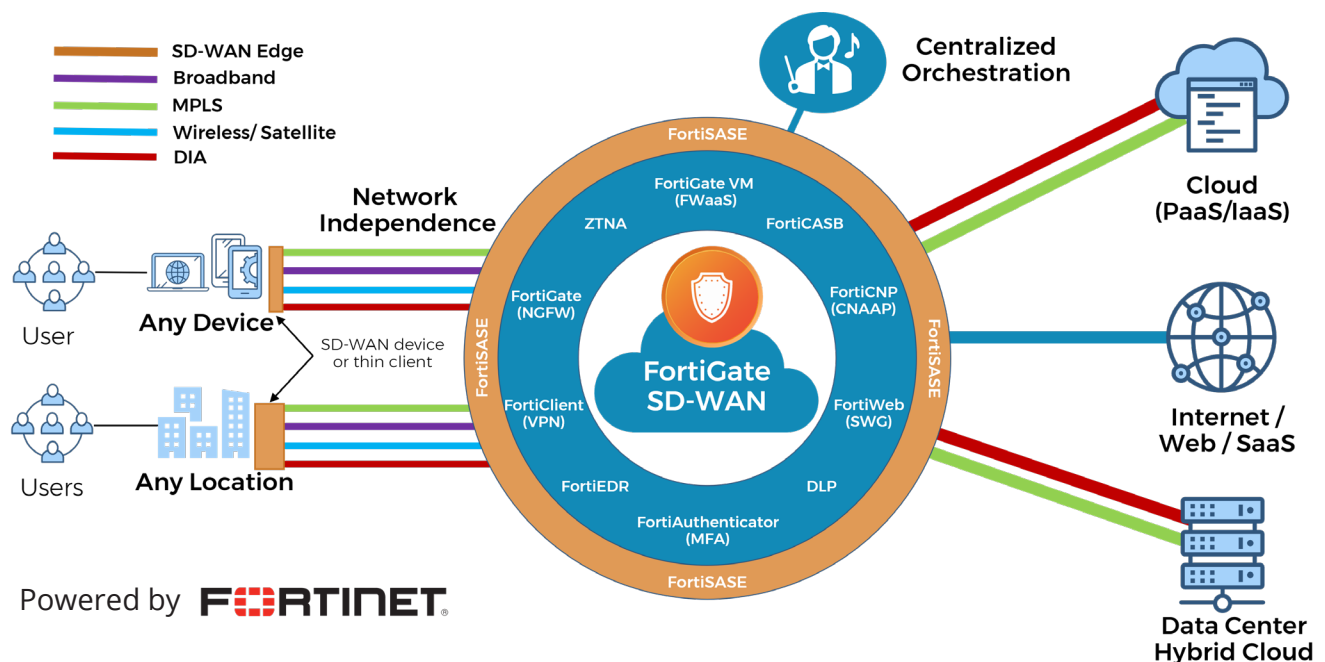 SD-WAN Edge
Broadband
MPLS
Wireless/ Satellite
DIA
Centralized
Orchestration
Network
Independence
User
Any Device
SD-WAN device
or thin client
Users
Any Location
FortiSASE
FortiGate VM
(FWaaS)
ZTNA
FortiCASB
FortiGate
(NGFW)
FortiCNP
(CNAAP)
FortiSASE
FortiSASE
FortiGate
SD-WAN
FortiClient
(VPN)
FortiWeb
(SWG)
FortiEDR
DLP
FortiAuthenticator
(MFA)
FortiSASE
Cloud
(PaaS/IaaS)
Internet /
Web / SaaS
Data Center
Hybrid Cloud
Powered by FORTINET®